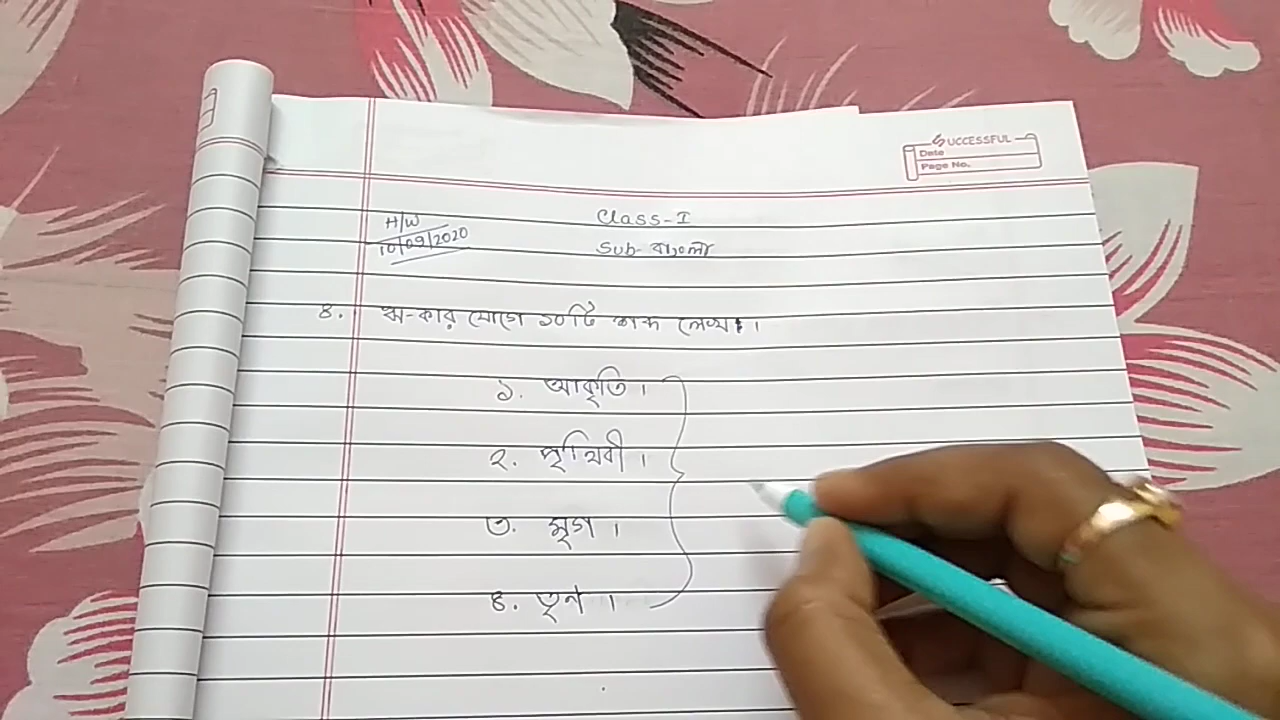 SUCCESSFUL
Date
Page No.
H/W
10/09/2020
Class-I
Sub-বাংলা
৪. ঋ-কার যোগে ১০টি শব্দ লেখ।
১. আকৃতি।
২. পৃথিবী।
৩. মৃগ।
৪. তৃন।